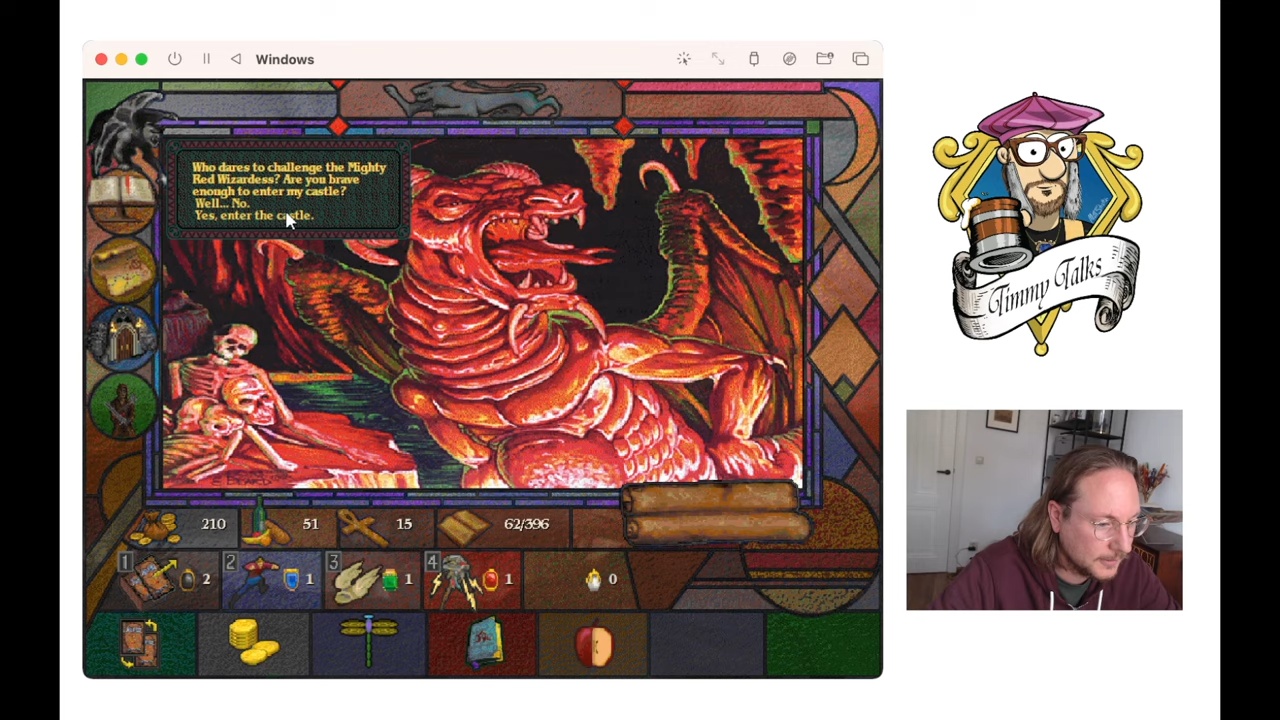 Windows
Who dares to challenge the Mighty
Red Wizardess? Are you brave
enough to enter my castle?
Well... No.
Yes, enter the castle.
Timmy Talks
210
51
15
62/396
1
2
2
1
3
1
4
1
0